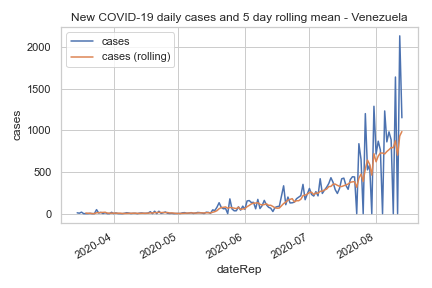 New COVID-19 daily cases and 5 day rolling mean - Venezuela
cases
cases (rolling)
2000
1500
1000
500
0
cases
2020-04
2020-05
2020-06
2020-07
2020-08
dateRep